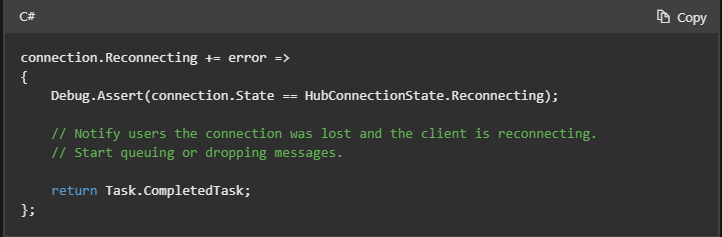 C#
Copy
connection.Reconnecting += error =>
{
    Debug.Assert(connection.State == HubConnectionState.Reconnecting);

    // Notify users the connection was lost and the client is reconnecting.
    // Start queuing or dropping messages.

    return Task.CompletedTask;
};